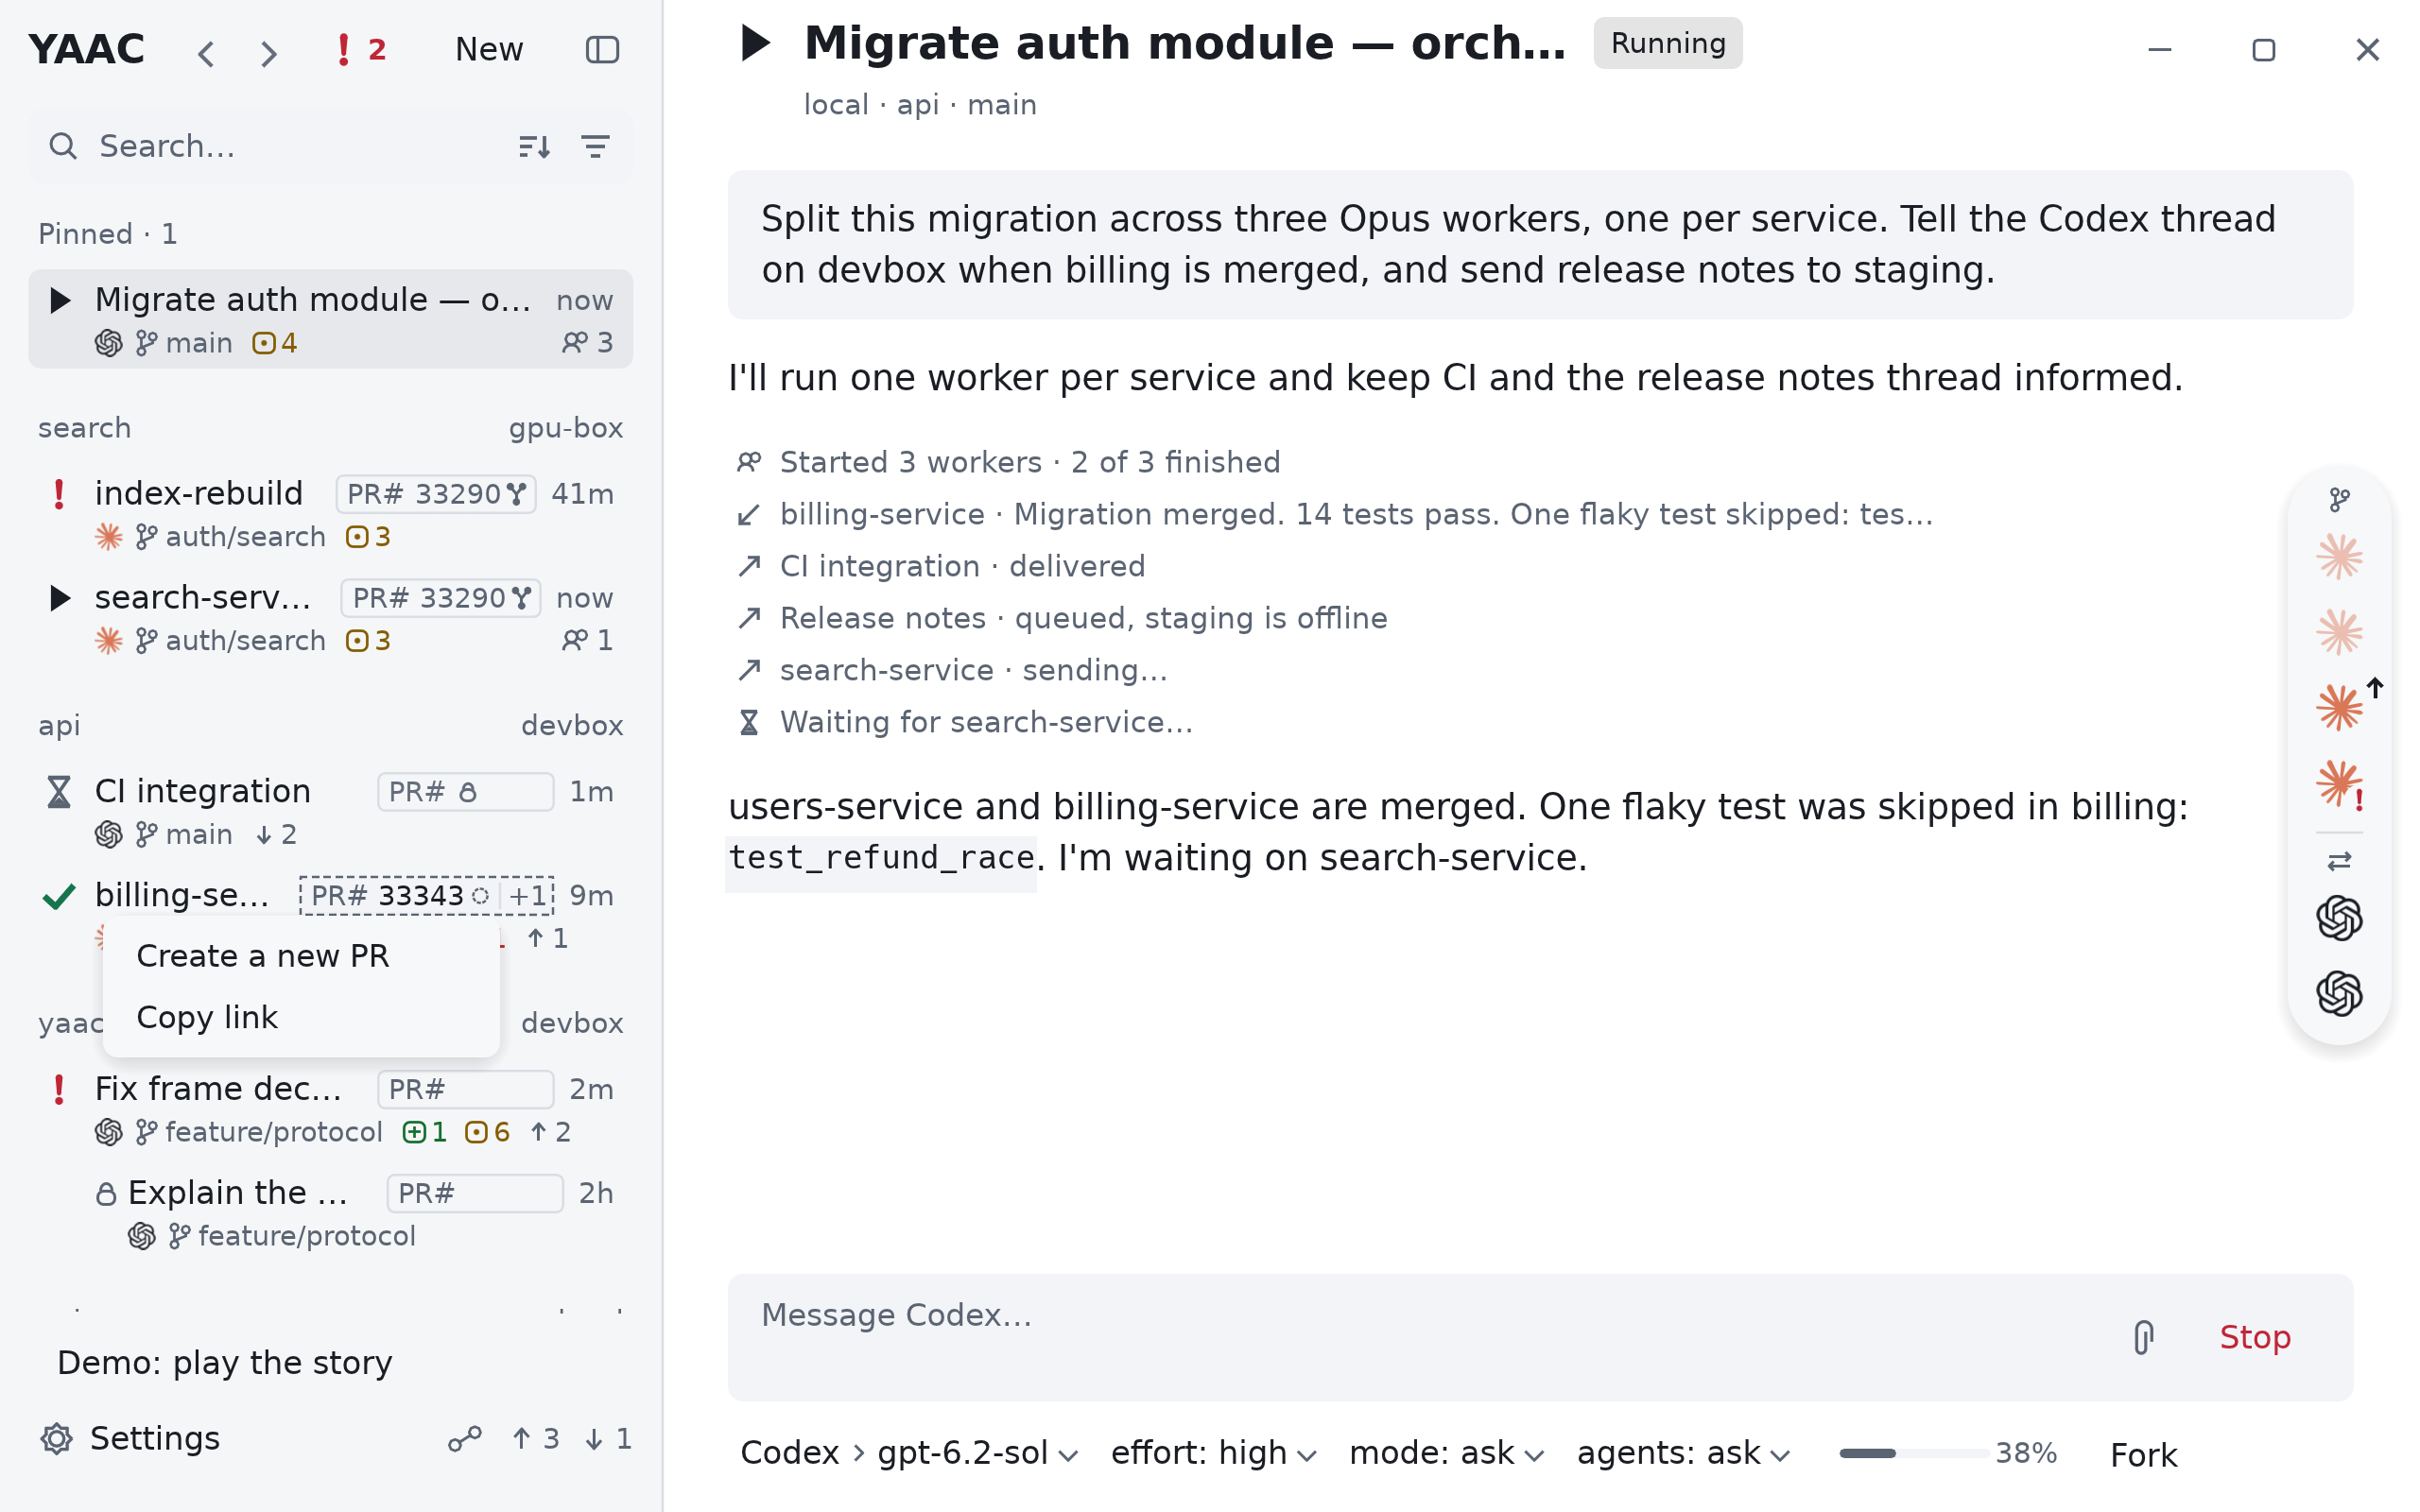 YAAC
2
New
Search...
Pinned · 1
Migrate auth module — o... now
main 4 3
search gpu-box
index-rebuild PR# 33290 41m
auth/search 3
search-serv... PR# 33290 now
auth/search 3 1
api devbox
CI integration PR# 1m
main ↓ 2
billing-se... PR# 33343 +1 9m
↑ 1
Create a new PR
Copy link
yaac devbox
Fix frame dec... PR# 2m
feature/protocol 1 6 ↑ 2
Explain the ... PR# 2h
feature/protocol
Demo: play the story
Settings ↑ 3 ↓ 1
Migrate auth module — orch... Running
local · api · main
Split this migration across three Opus workers, one per service. Tell the Codex thread
on devbox when billing is merged, and send release notes to staging.
I'll run one worker per service and keep CI and the release notes thread informed.
Started 3 workers · 2 of 3 finished
billing-service · Migration merged. 14 tests pass. One flaky test skipped: tes...
CI integration · delivered
Release notes · queued, staging is offline
search-service · sending...
Waiting for search-service...
users-service and billing-service are merged. One flaky test was skipped in billing:
test_refund_race. I'm waiting on search-service.
Message Codex...
Stop
Codex > gpt-6.2-sol effort: high mode: ask agents: ask 38% Fork